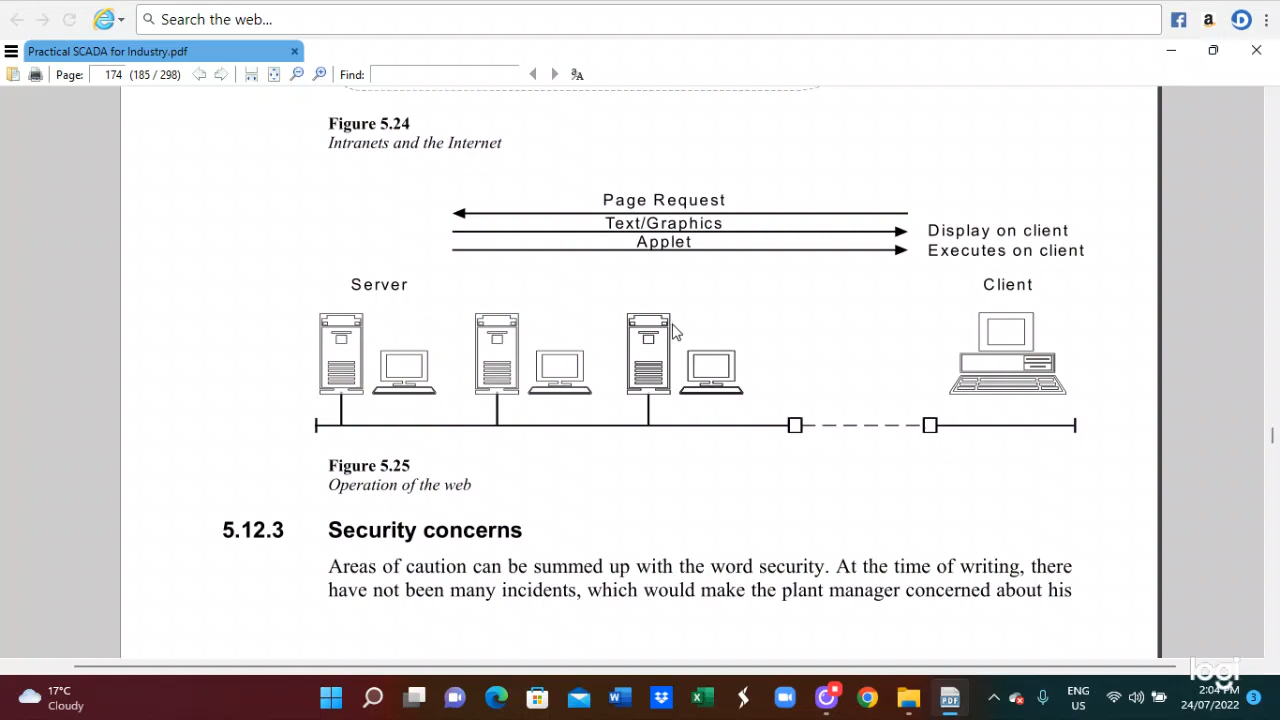 Search the web...
Practical SCADA for Industry.pdf
Page: 174 (185 / 298) Find:
Figure 5.24
Intranets and the Internet
Page Request
Text/Graphics
Applet
Display on client
Executes on client
Server
Client
Figure 5.25
Operation of the web
5.12.3 Security concerns
Areas of caution can be summed up with the word security. At the time of writing, there
have not been many incidents, which would make the plant manager concerned about his
logi
17°C
Cloudy
ENG
US
2:04 PM
24/07/2022
3